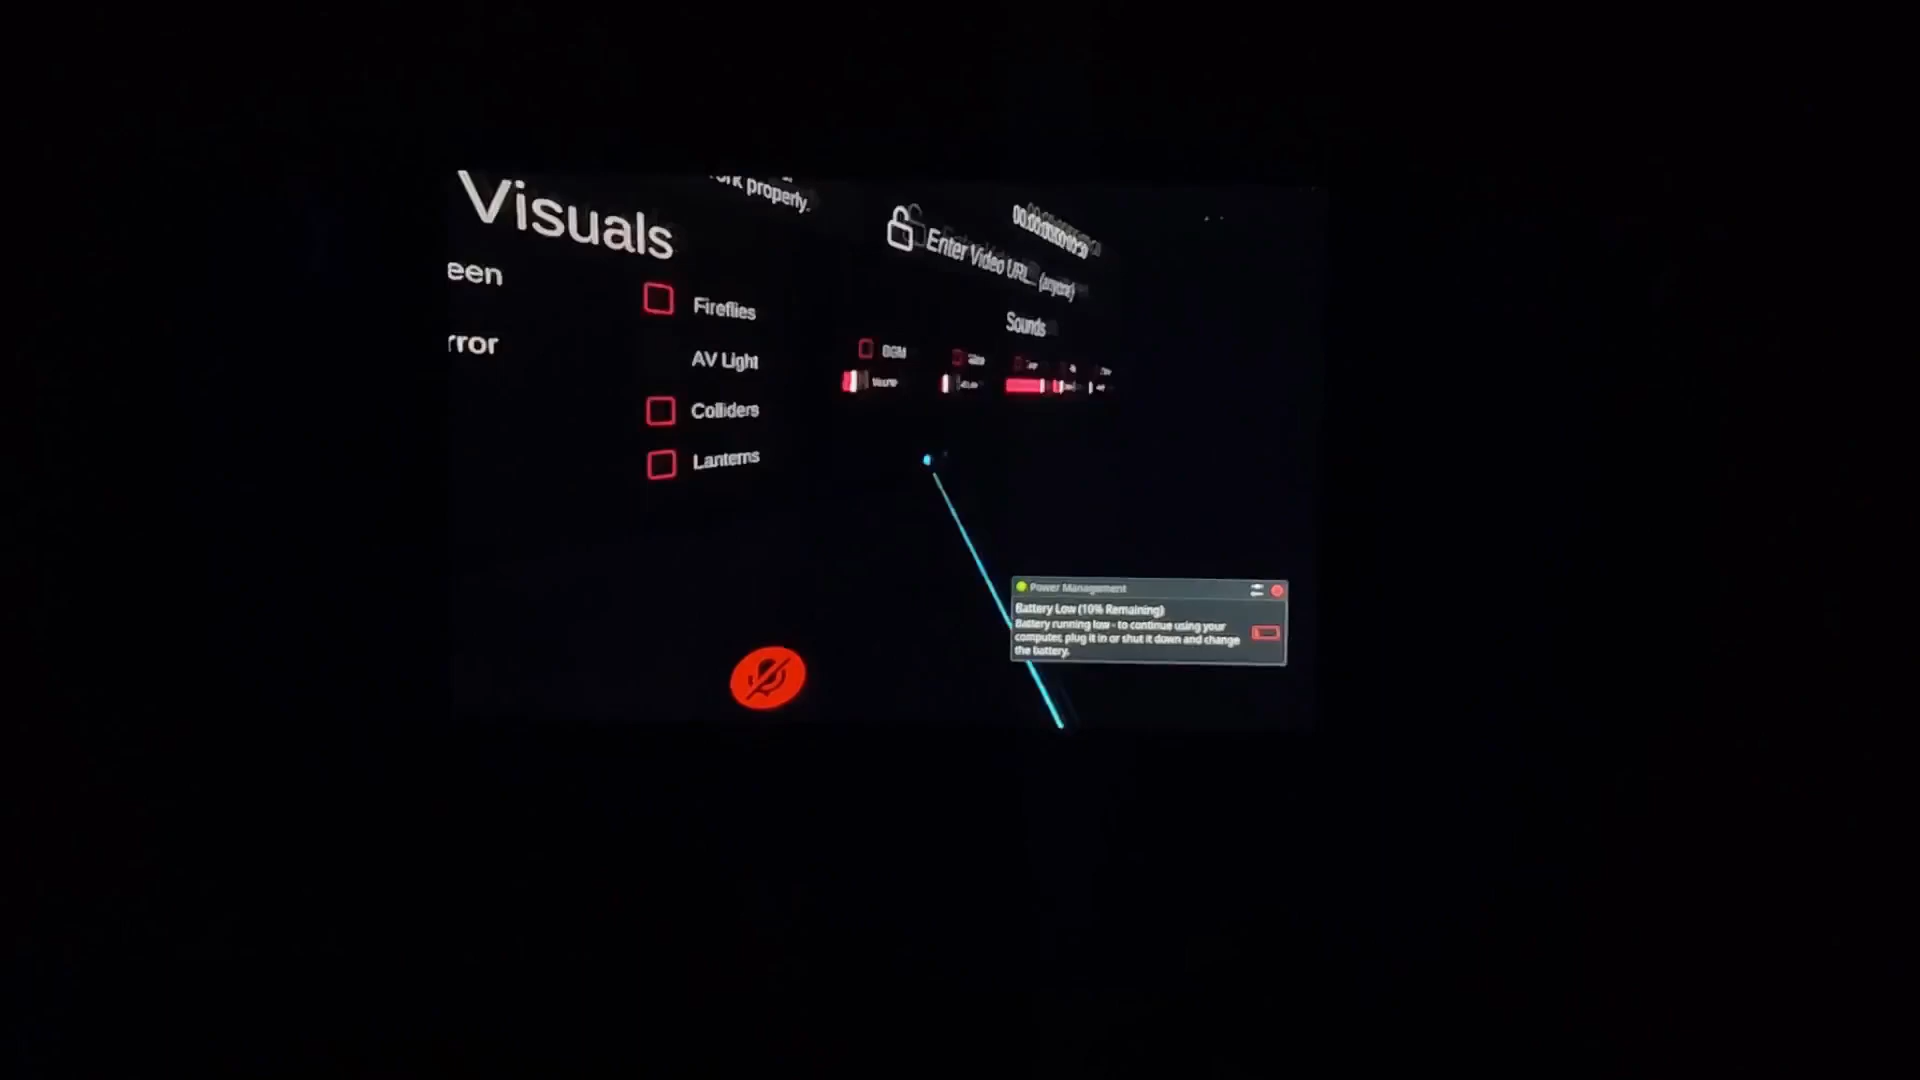 Visuals
een
rror
Fireflies
AV Light
Colliders
Lanterns
properly.
Enter Video URL... (anyone)
Sounds
BGM
Power Management
Battery Low (10% Remaining)
Battery running low - to continue using your
computer, plug it in or shut it down and change
the battery.